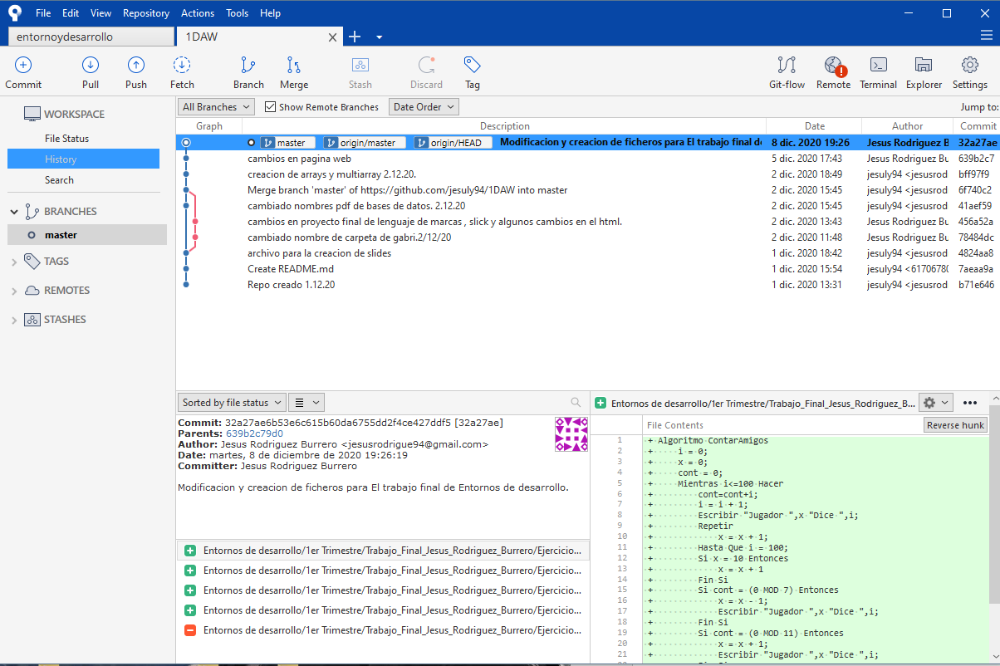 File Edit View Repository Actions Tools Help
entornoydesarrollo 1DAW
Commit Pull Push Fetch Branch Merge Stash Discard Tag Git-flow Remote Terminal Explorer Settings
WORKSPACE
File Status
History
Search
BRANCHES
master
TAGS
REMOTES
STASHES
All Branches Show Remote Branches Date Order Jump to:
Graph Description Date Author Commit
master origin/master origin/HEAD Modificacion y creacion de ficheros para El trabajo final de 8 dic. 2020 19:26 Jesus Rodriguez B 32a27ae
cambios en pagina web 5 dic. 2020 17:43 Jesus Rodriguez Bu 639b2c7
creacion de arrays y multiarray 2.12.20. 2 dic. 2020 18:49 jesuly94 <jesusrod bff97f9
Merge branch 'master' of https://github.com/jesuly94/1DAW into master 2 dic. 2020 15:45 jesuly94 <jesusrod 6f740c2
cambiado nombres pdf de bases de datos. 2.12.20 2 dic. 2020 15:45 jesuly94 <jesusrod 41aef59
cambios en proyecto final de lenguaje de marcas , slick y algunos cambios en el html. 2 dic. 2020 13:43 Jesus Rodriguez Bu 456a52a
cambiado nombre de carpeta de gabri.2/12/20 2 dic. 2020 11:48 Jesus Rodriguez Bu 78484dc
archivo para la creacion de slides 1 dic. 2020 18:42 jesuly94 <jesusrod 4824aa8
Create README.md 1 dic. 2020 15:54 jesuly94 <61706780 7aeaa9a
Repo creado 1.12.20 1 dic. 2020 13:31 jesuly94 <jesusrod b71e646
Sorted by file status
Commit: 32a27ae6b53e6c615b60da6755dd2f4ce427ddf5 [32a27ae]
Parents: 639b2c79d0
Author: Jesus Rodriguez Burrero <jesusrodrigue94@gmail.com>
Date: martes, 8 de diciembre de 2020 19:26:19
Committer: Jesus Rodriguez Burrero
Modificacion y creacion de ficheros para El trabajo final de Entornos de desarrollo.
Entornos de desarrollo/1er Trimestre/Trabajo_Final_Jesus_Rodriguez_Burrero/Ejercicio...
Entornos de desarrollo/1er Trimestre/Trabajo_Final_Jesus_Rodriguez_Burrero/Ejercicio...
Entornos de desarrollo/1er Trimestre/Trabajo_Final_Jesus_Rodriguez_Burrero/Ejercicio...
Entornos de desarrollo/1er Trimestre/Trabajo_Final_Jesus_Rodriguez_Burrero/Ejercicio...
Entornos de desarrollo/1er Trimestre/Trabajo_Final_Jesus_Rodriguez_Burrero/Ejercicio...
Entornos de desarrollo/1er Trimestre/Trabajo_Final_Jesus_Rodriguez_B...
File Contents Reverse hunk
1 + Algoritmo ContarAmigos
2 + i = 0;
3 + x = 0;
4 + cont = 0;
5 + Mientras i<=100 Hacer
6 + cont=cont+i;
7 + i = i + 1;
8 + Escribir "Jugador ",x "Dice ",i;
9 + Repetir
10 + x = x + 1;
11 + Hasta Que i = 100;
12 + Si x = 10 Entonces
13 + x = x + 1
14 + Fin Si
15 + Si cont = (0 MOD 7) Entonces
16 + x = x - 1;
17 + Escribir "Jugador ",x "Dice ",i;
18 + Fin Si
19 + Si cont = (0 MOD 11) Entonces
20 + x = x + 1;
21 + Escribir "Jugador ",x "Dice ",i;